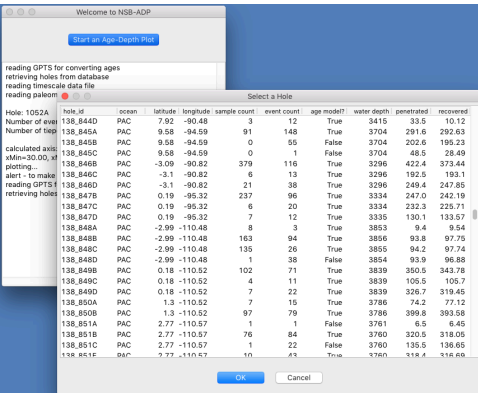 Welcome to NSB-ADP
Start an Age-Depth Plot
reading GPTS for converting ages
retrieving holes from database
reading timescale data file
reading paleom
Hole: 1052A
Number of even
Number of tiep
calculated axis
xMin=30.00, xM
plotting...
alert - to make
reading GPTS f
retrieving holes
Select a Hole
hole_id ocean latitude longitude sample count event count age model? water depth penetrated recovered
138_844D PAC 7.92 -90.48 3 12 True 3415 33.5 10.12
138_845A PAC 9.58 -94.59 91 148 True 3704 291.6 292.63
138_845B PAC 9.58 -94.59 0 55 False 3704 202.6 195.23
138_845C PAC 9.58 -94.59 0 1 False 3704 48.5 28.49
138_846B PAC -3.09 -90.82 379 116 True 3296 422.4 373.44
138_846C PAC -3.1 -90.82 6 13 True 3296 192.5 193.1
138_846D PAC -3.1 -90.82 21 38 True 3296 249.4 247.85
138_847B PAC 0.19 -95.32 237 96 True 3334 247.0 242.19
138_847C PAC 0.19 -95.32 6 20 True 3334 232.3 225.71
138_847D PAC 0.19 -95.32 7 12 True 3335 130.1 133.57
138_848A PAC -2.99 -110.48 8 3 True 3853 9.4 9.54
138_848B PAC -2.99 -110.48 163 94 True 3856 93.8 97.75
138_848C PAC -2.99 -110.48 135 26 True 3855 94.2 97.74
138_848D PAC -2.99 -110.48 1 38 False 3854 93.9 96.88
138_849B PAC 0.18 -110.52 102 71 True 3839 350.5 343.78
138_849C PAC 0.18 -110.52 4 11 True 3839 105.5 105.7
138_849D PAC 0.18 -110.52 7 22 True 3839 326.7 319.45
138_850A PAC 1.3 -110.52 7 15 True 3786 74.2 77.12
138_850B PAC 1.3 -110.52 97 79 True 3786 399.8 393.58
138_851A PAC 2.77 -110.57 1 1 False 3761 6.5 6.45
138_851B PAC 2.77 -110.57 76 84 True 3760 320.5 318.05
138_851C PAC 2.77 -110.57 1 22 False 3760 135.5 136.65
138_851E PAC 2.77 -110.57 10 43 True 3760 318.4 316.69
OK Cancel